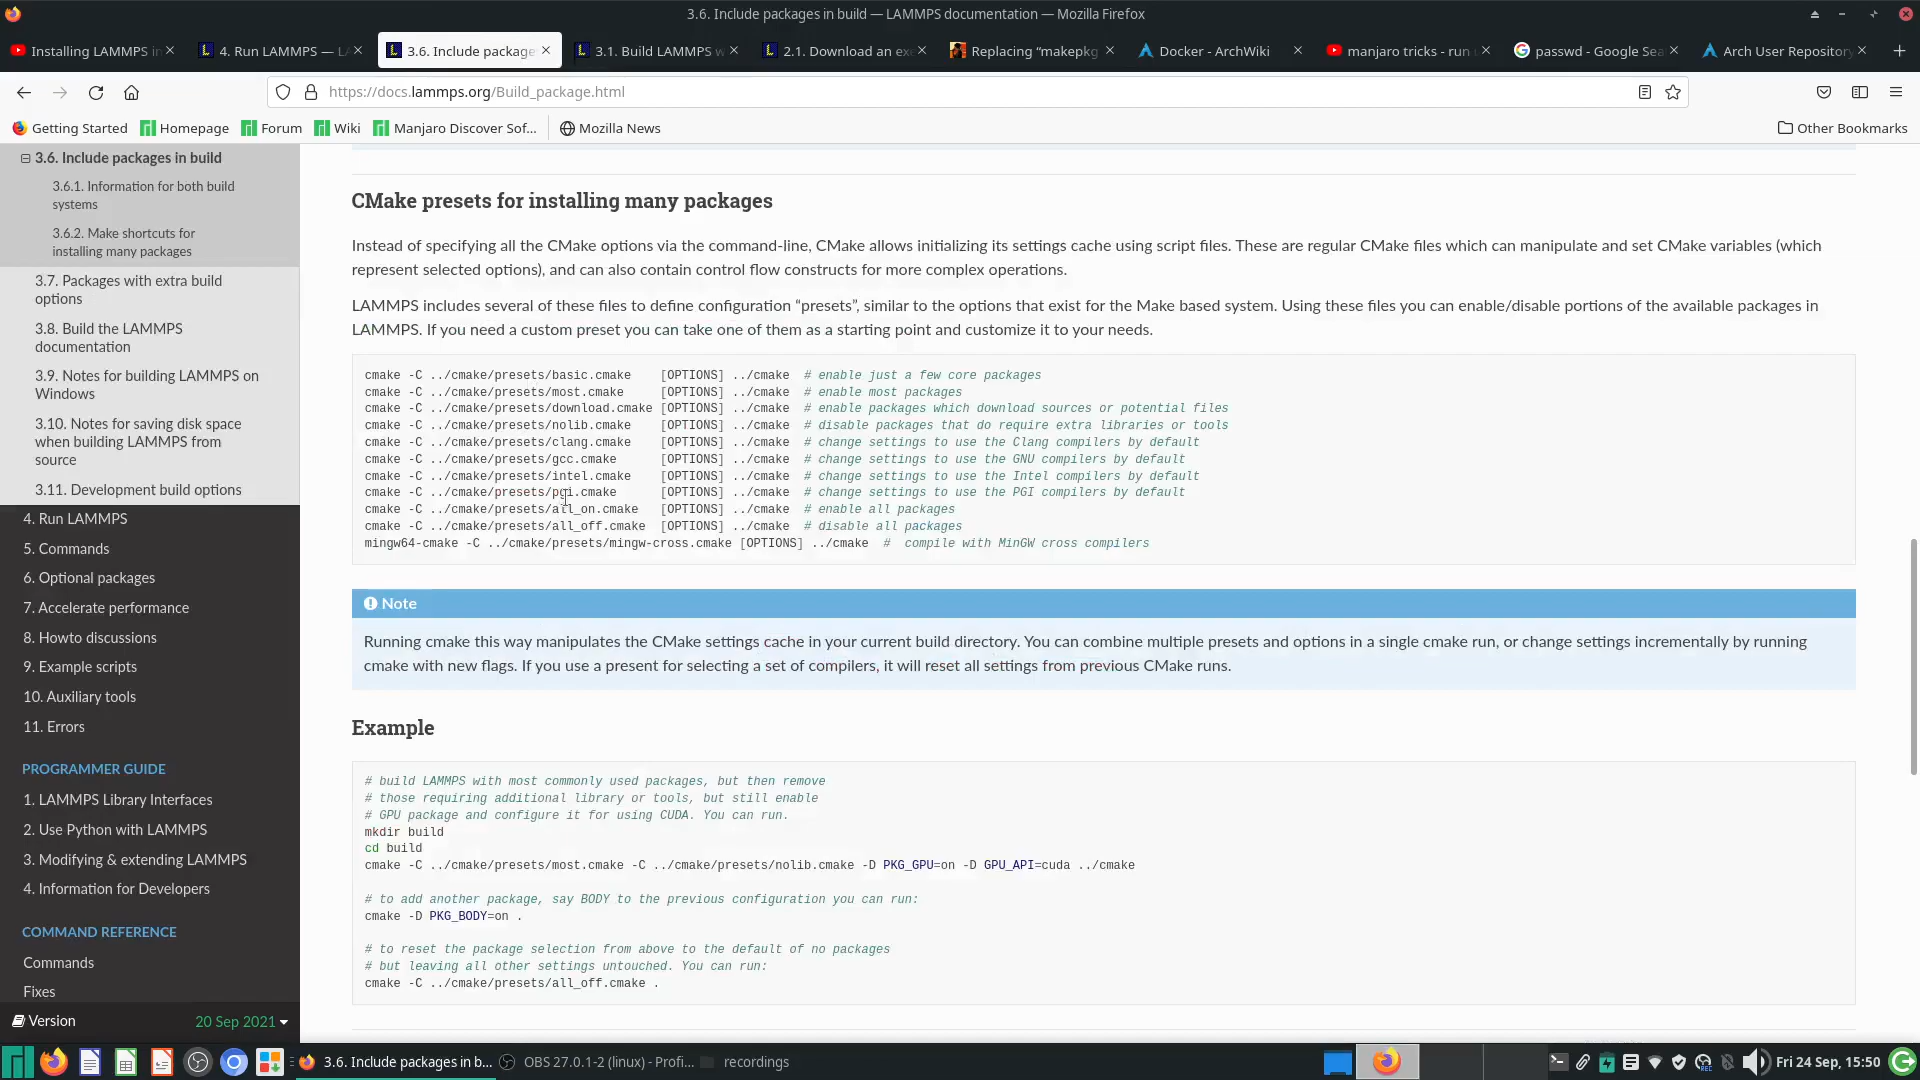 3.6. Include packages in build — LAMMPS documentation — Mozilla Firefox
Installing LAMMPS in
4. Run LAMMPS — LA
3.6. Include package
3.1. Build LAMMPS w
2.1. Download an exe
Replacing “makepkg
Docker - ArchWiki
manjaro tricks - run
passwd - Google Sea
Arch User Repository
https://docs.lammps.org/Build_package.html
Getting Started
Homepage
Forum
Wiki
Manjaro Discover Sof...
Mozilla News
Other Bookmarks
3.6. Include packages in build
3.6.1. Information for both build
systems
3.6.2. Make shortcuts for
installing many packages
3.7. Packages with extra build
options
3.8. Build the LAMMPS
documentation
3.9. Notes for building LAMMPS on
Windows
3.10. Notes for saving disk space
when building LAMMPS from
source
3.11. Development build options
4. Run LAMMPS
5. Commands
6. Optional packages
7. Accelerate performance
8. Howto discussions
9. Example scripts
10. Auxiliary tools
11. Errors
PROGRAMMER GUIDE
1. LAMMPS Library Interfaces
2. Use Python with LAMMPS
3. Modifying & extending LAMMPS
4. Information for Developers
COMMAND REFERENCE
Commands
Fixes
Version 20 Sep 2021
CMake presets for installing many packages
Instead of specifying all the CMake options via the command-line, CMake allows initializing its settings cache using script files. These are regular CMake files which can manipulate and set CMake variables (which
represent selected options), and can also contain control flow constructs for more complex operations.
LAMMPS includes several of these files to define configuration “presets”, similar to the options that exist for the Make based system. Using these files you can enable/disable portions of the available packages in
LAMMPS. If you need a custom preset you can take one of them as a starting point and customize it to your needs.
cmake -C ../cmake/presets/basic.cmake    [OPTIONS] ../cmake  # enable just a few core packages
cmake -C ../cmake/presets/most.cmake     [OPTIONS] ../cmake  # enable most packages
cmake -C ../cmake/presets/download.cmake [OPTIONS] ../cmake  # enable packages which download sources or potential files
cmake -C ../cmake/presets/nolib.cmake    [OPTIONS] ../cmake  # disable packages that do require extra libraries or tools
cmake -C ../cmake/presets/clang.cmake    [OPTIONS] ../cmake  # change settings to use the Clang compilers by default
cmake -C ../cmake/presets/gcc.cmake      [OPTIONS] ../cmake  # change settings to use the GNU compilers by default
cmake -C ../cmake/presets/intel.cmake    [OPTIONS] ../cmake  # change settings to use the Intel compilers by default
cmake -C ../cmake/presets/pgi.cmake      [OPTIONS] ../cmake  # change settings to use the PGI compilers by default
cmake -C ../cmake/presets/all_on.cmake   [OPTIONS] ../cmake  # enable all packages
cmake -C ../cmake/presets/all_off.cmake  [OPTIONS] ../cmake  # disable all packages
mingw64-cmake -C ../cmake/presets/mingw-cross.cmake [OPTIONS] ../cmake  #  compile with MinGW cross compilers
Note
Running cmake this way manipulates the CMake settings cache in your current build directory. You can combine multiple presets and options in a single cmake run, or change settings incrementally by running
cmake with new flags. If you use a present for selecting a set of compilers, it will reset all settings from previous CMake runs.
Example
# build LAMMPS with most commonly used packages, but then remove
# those requiring additional library or tools, but still enable
# GPU package and configure it for using CUDA. You can run.
mkdir build
cd build
cmake -C ../cmake/presets/most.cmake -C ../cmake/presets/nolib.cmake -D PKG_GPU=on -D GPU_API=cuda ../cmake
# to add another package, say BODY to the previous configuration you can run:
cmake -D PKG_BODY=on .
# to reset the package selection from above to the default of no packages
# but leaving all other settings untouched. You can run:
cmake -C ../cmake/presets/all_off.cmake .
3.6. Include packages in b...
OBS 27.0.1-2 (linux) - Profi...
recordings
Fri 24 Sep, 15:50